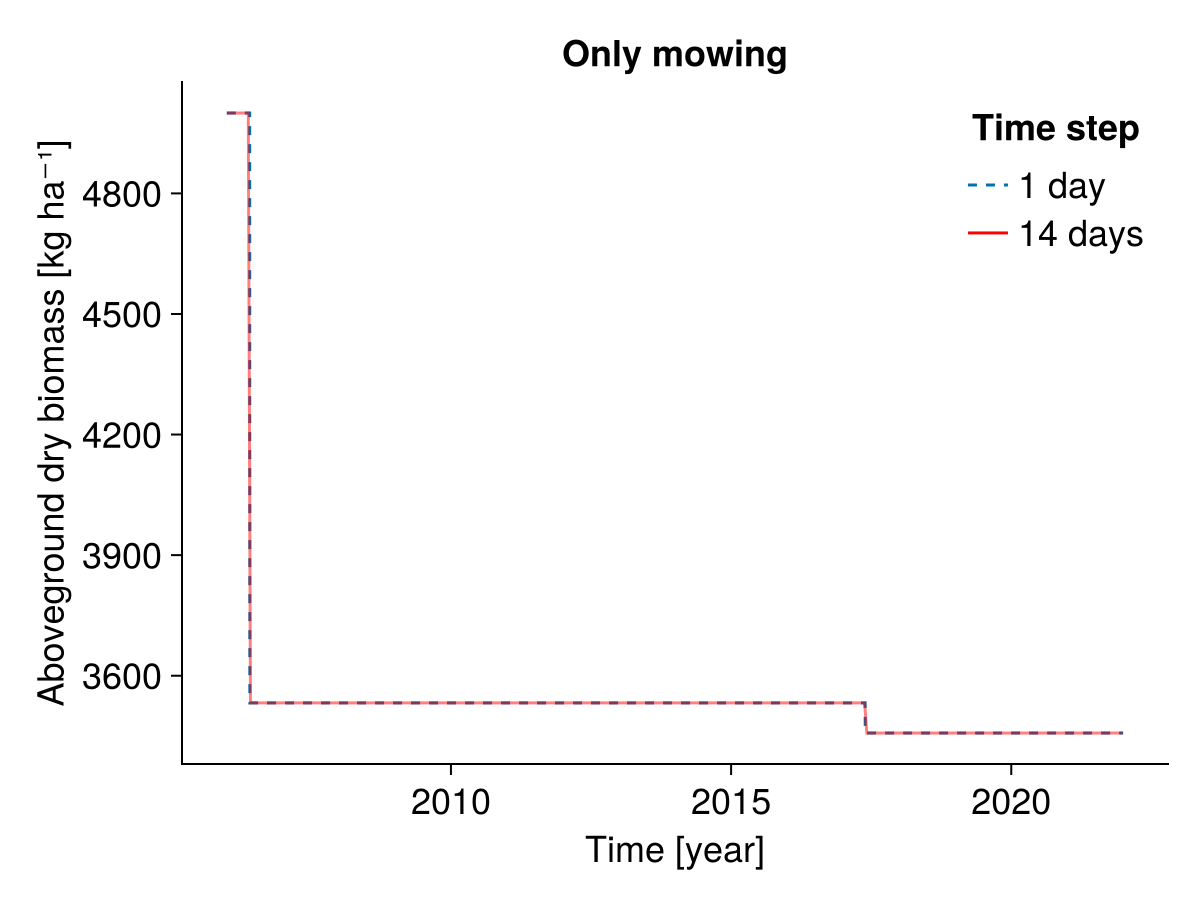 Only mowing
Time step
1 day
14 days
Aboveground dry biomass [kg ha⁻¹]
4800
4500
4200
3900
3600
2010 2015 2020
Time [year]